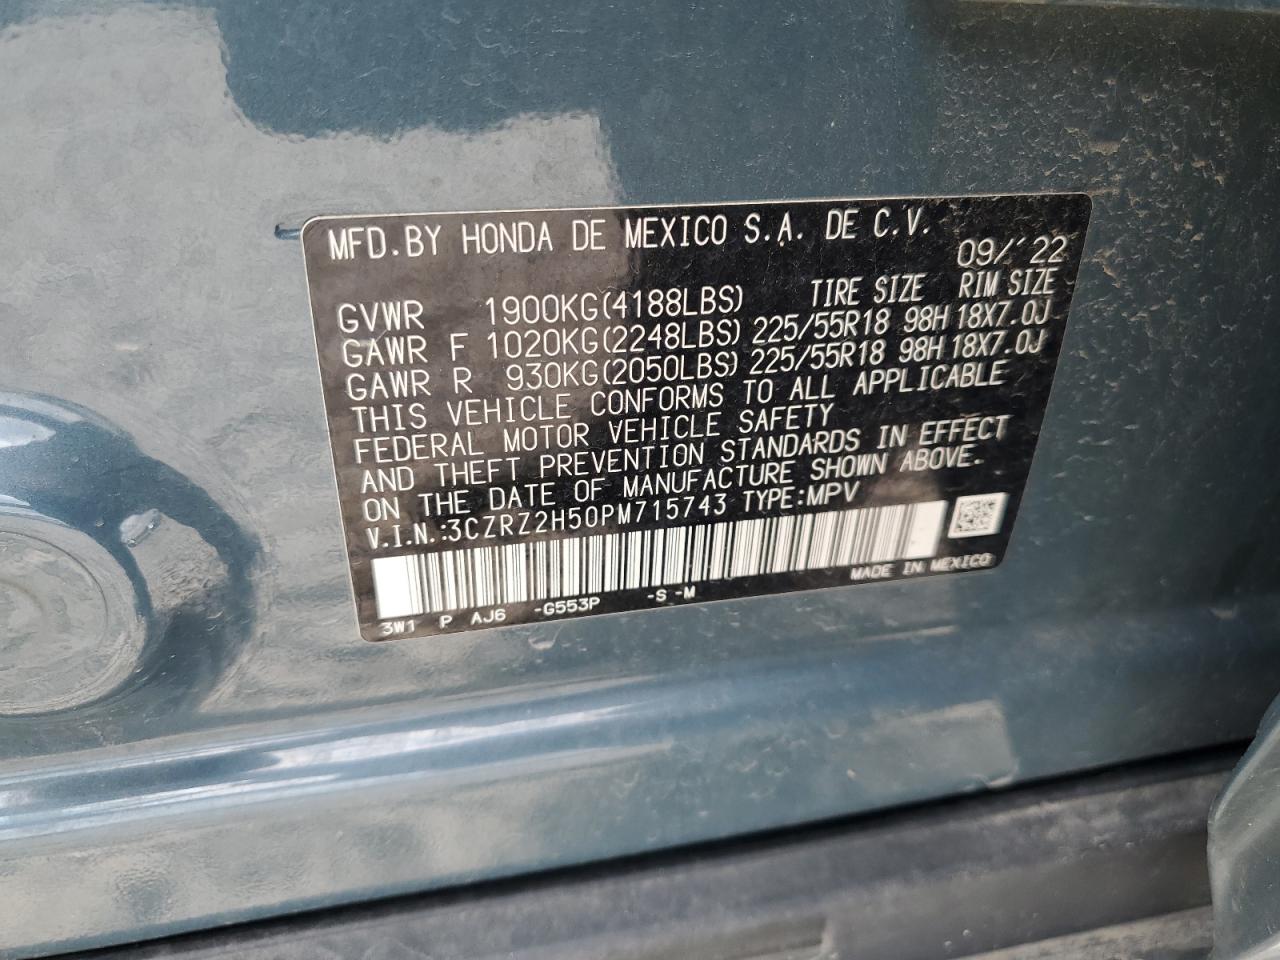 MFD.BY HONDA DE MEXICO S.A. DE C.V.
09/'22
TIRE SIZE RIM SIZE
GVWR 1900KG(4188LBS)
GAWR F 1020KG(2248LBS) 225/55R18 98H 18X7.0J
GAWR R 930KG(2050LBS) 225/55R18 98H 18X7.0J
THIS VEHICLE CONFORMS TO ALL APPLICABLE
FEDERAL MOTOR VEHICLE SAFETY
AND THEFT PREVENTION STANDARDS IN EFFECT
ON THE DATE OF MANUFACTURE SHOWN ABOVE.
V.I.N.:3CZRZ2H50PM715743 TYPE:MPV
MADE IN MEXICO
3W1 P AJ6 -G553P -S -M